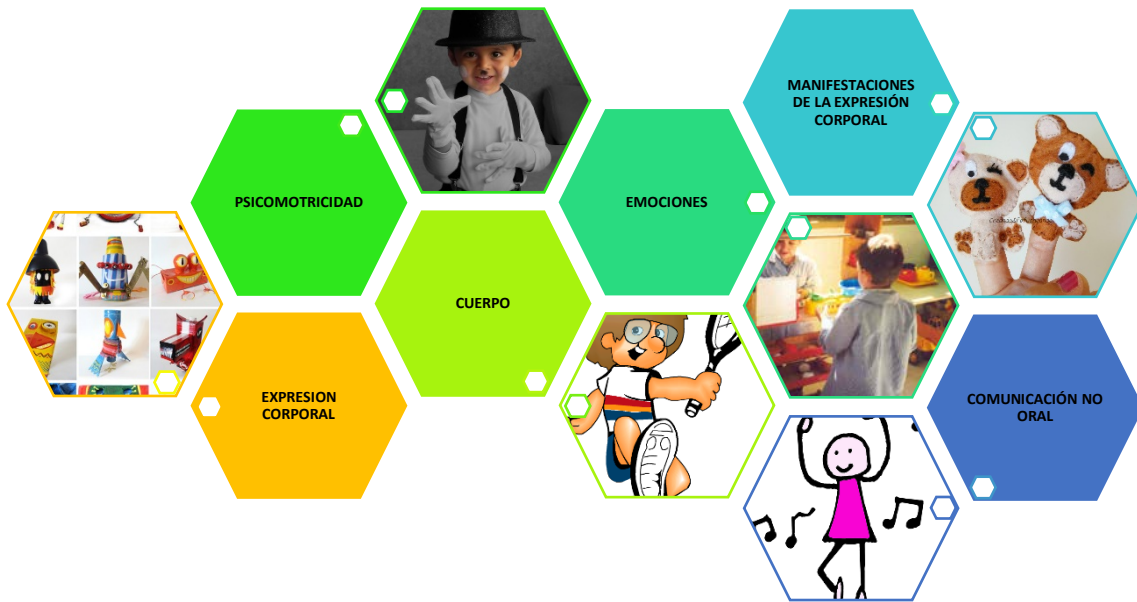 MANIFESTACIONES
DE LA EXPRESIÓN
CORPORAL
PSICOMOTRICIDAD
EMOCIONES
CUERPO
EXPRESION
CORPORAL
COMUNICACIÓN NO
ORAL